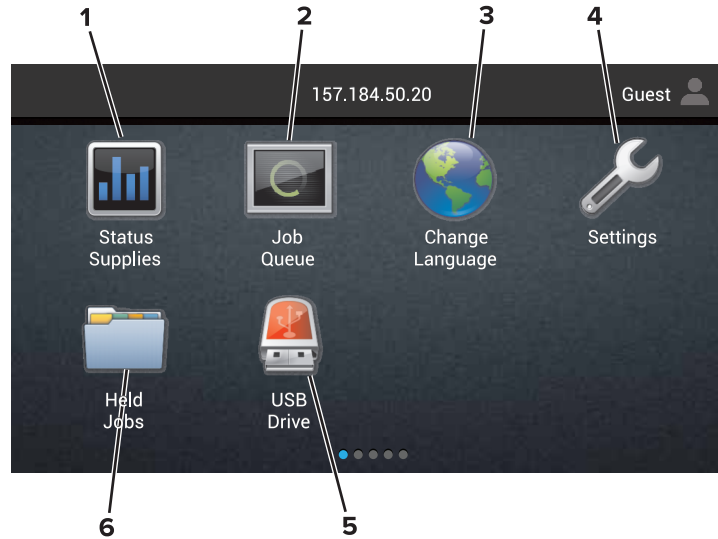 1 2 3 4
157.184.50.20 Guest
Status Supplies
Job Queue
Change Language
Settings
Held Jobs
USB Drive
6 5